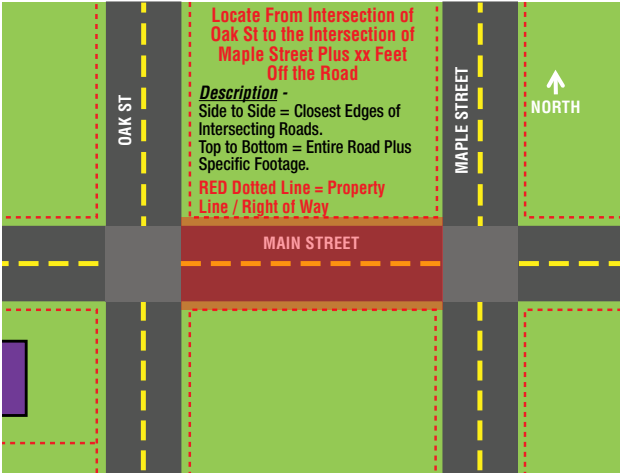 Locate From Intersection of
Oak St to the Intersection of
Maple Street Plus xx Feet
Off the Road
Description -
Side to Side = Closest Edges of
Intersecting Roads.
Top to Bottom = Entire Road Plus
Specific Footage.
RED Dotted Line = Property
Line / Right of Way
OAK ST
MAPLE STREET
NORTH
MAIN STREET